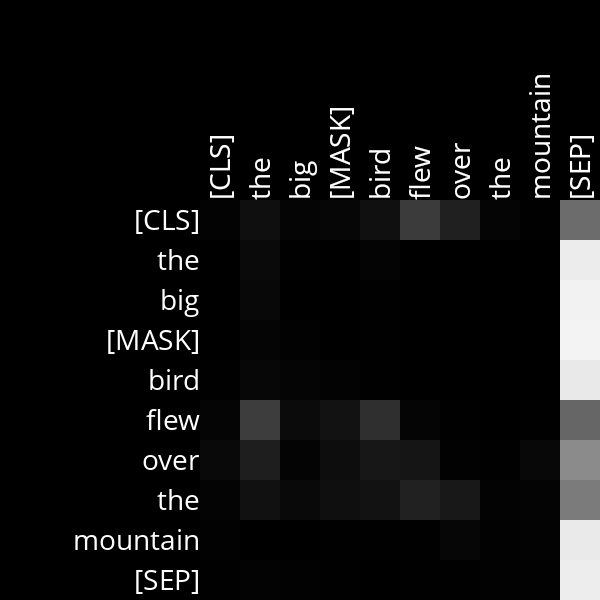 [CLS]
the
big
[MASK]
bird
flew
over
the
mountain
[SEP]
[CLS]
the
big
[MASK]
bird
flew
over
the
mountain
[SEP]